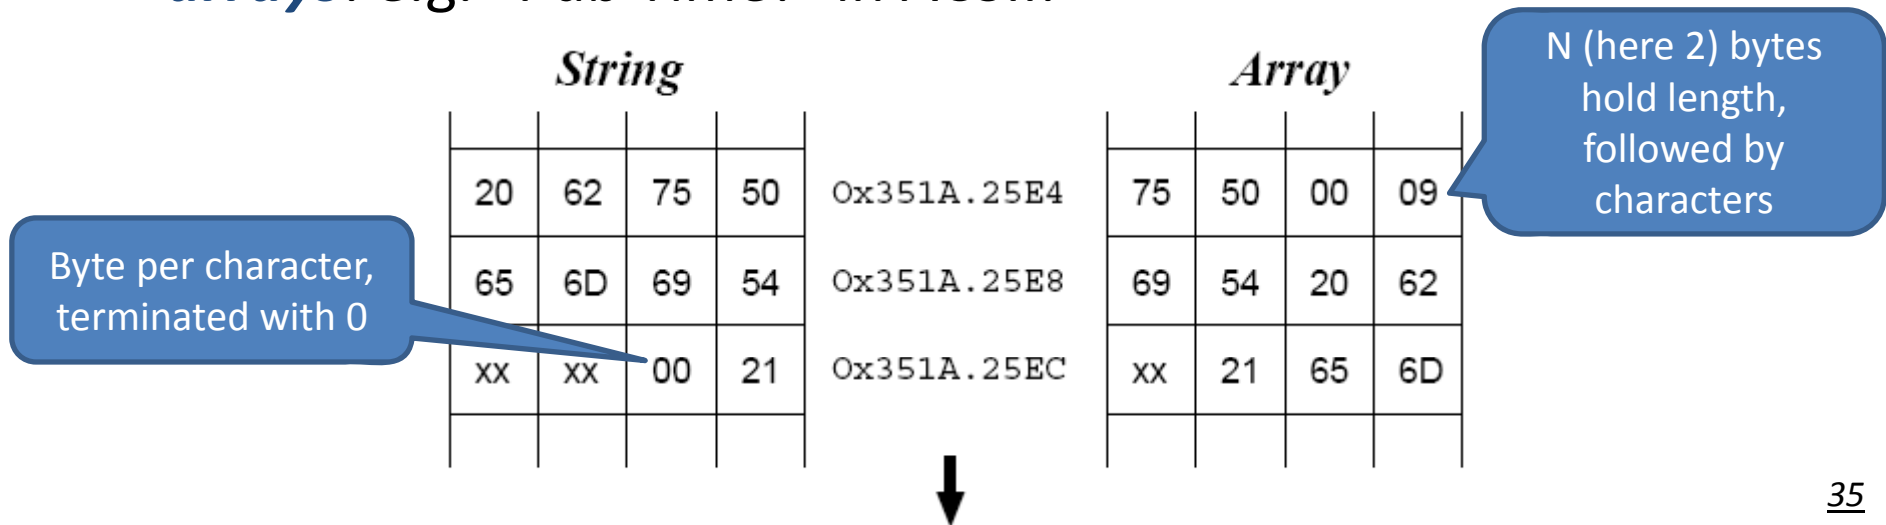 String
Array
N (here 2) bytes
hold length,
followed by
characters
20 62 75 50 0x351A.25E4 75 50 00 09
Byte per character,
terminated with 0
65 6D 69 54 0x351A.25E8 69 54 20 62
xx xx 00 21 0x351A.25EC xx 21 65 6D
35